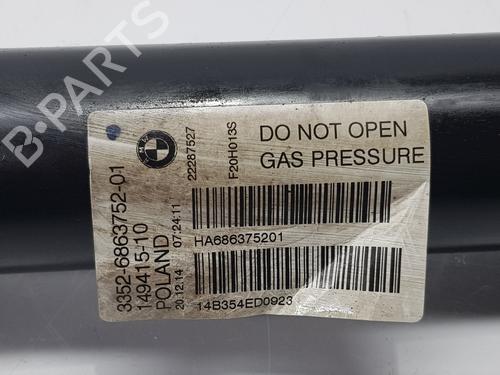 B-PARTS
BMW
22287527
F20H013S
DO NOT OPEN
GAS PRESSURE
3352-6863752-01
149415-10
POLAND
20.12.14 07:24:11
HA686375201
14B354ED0923